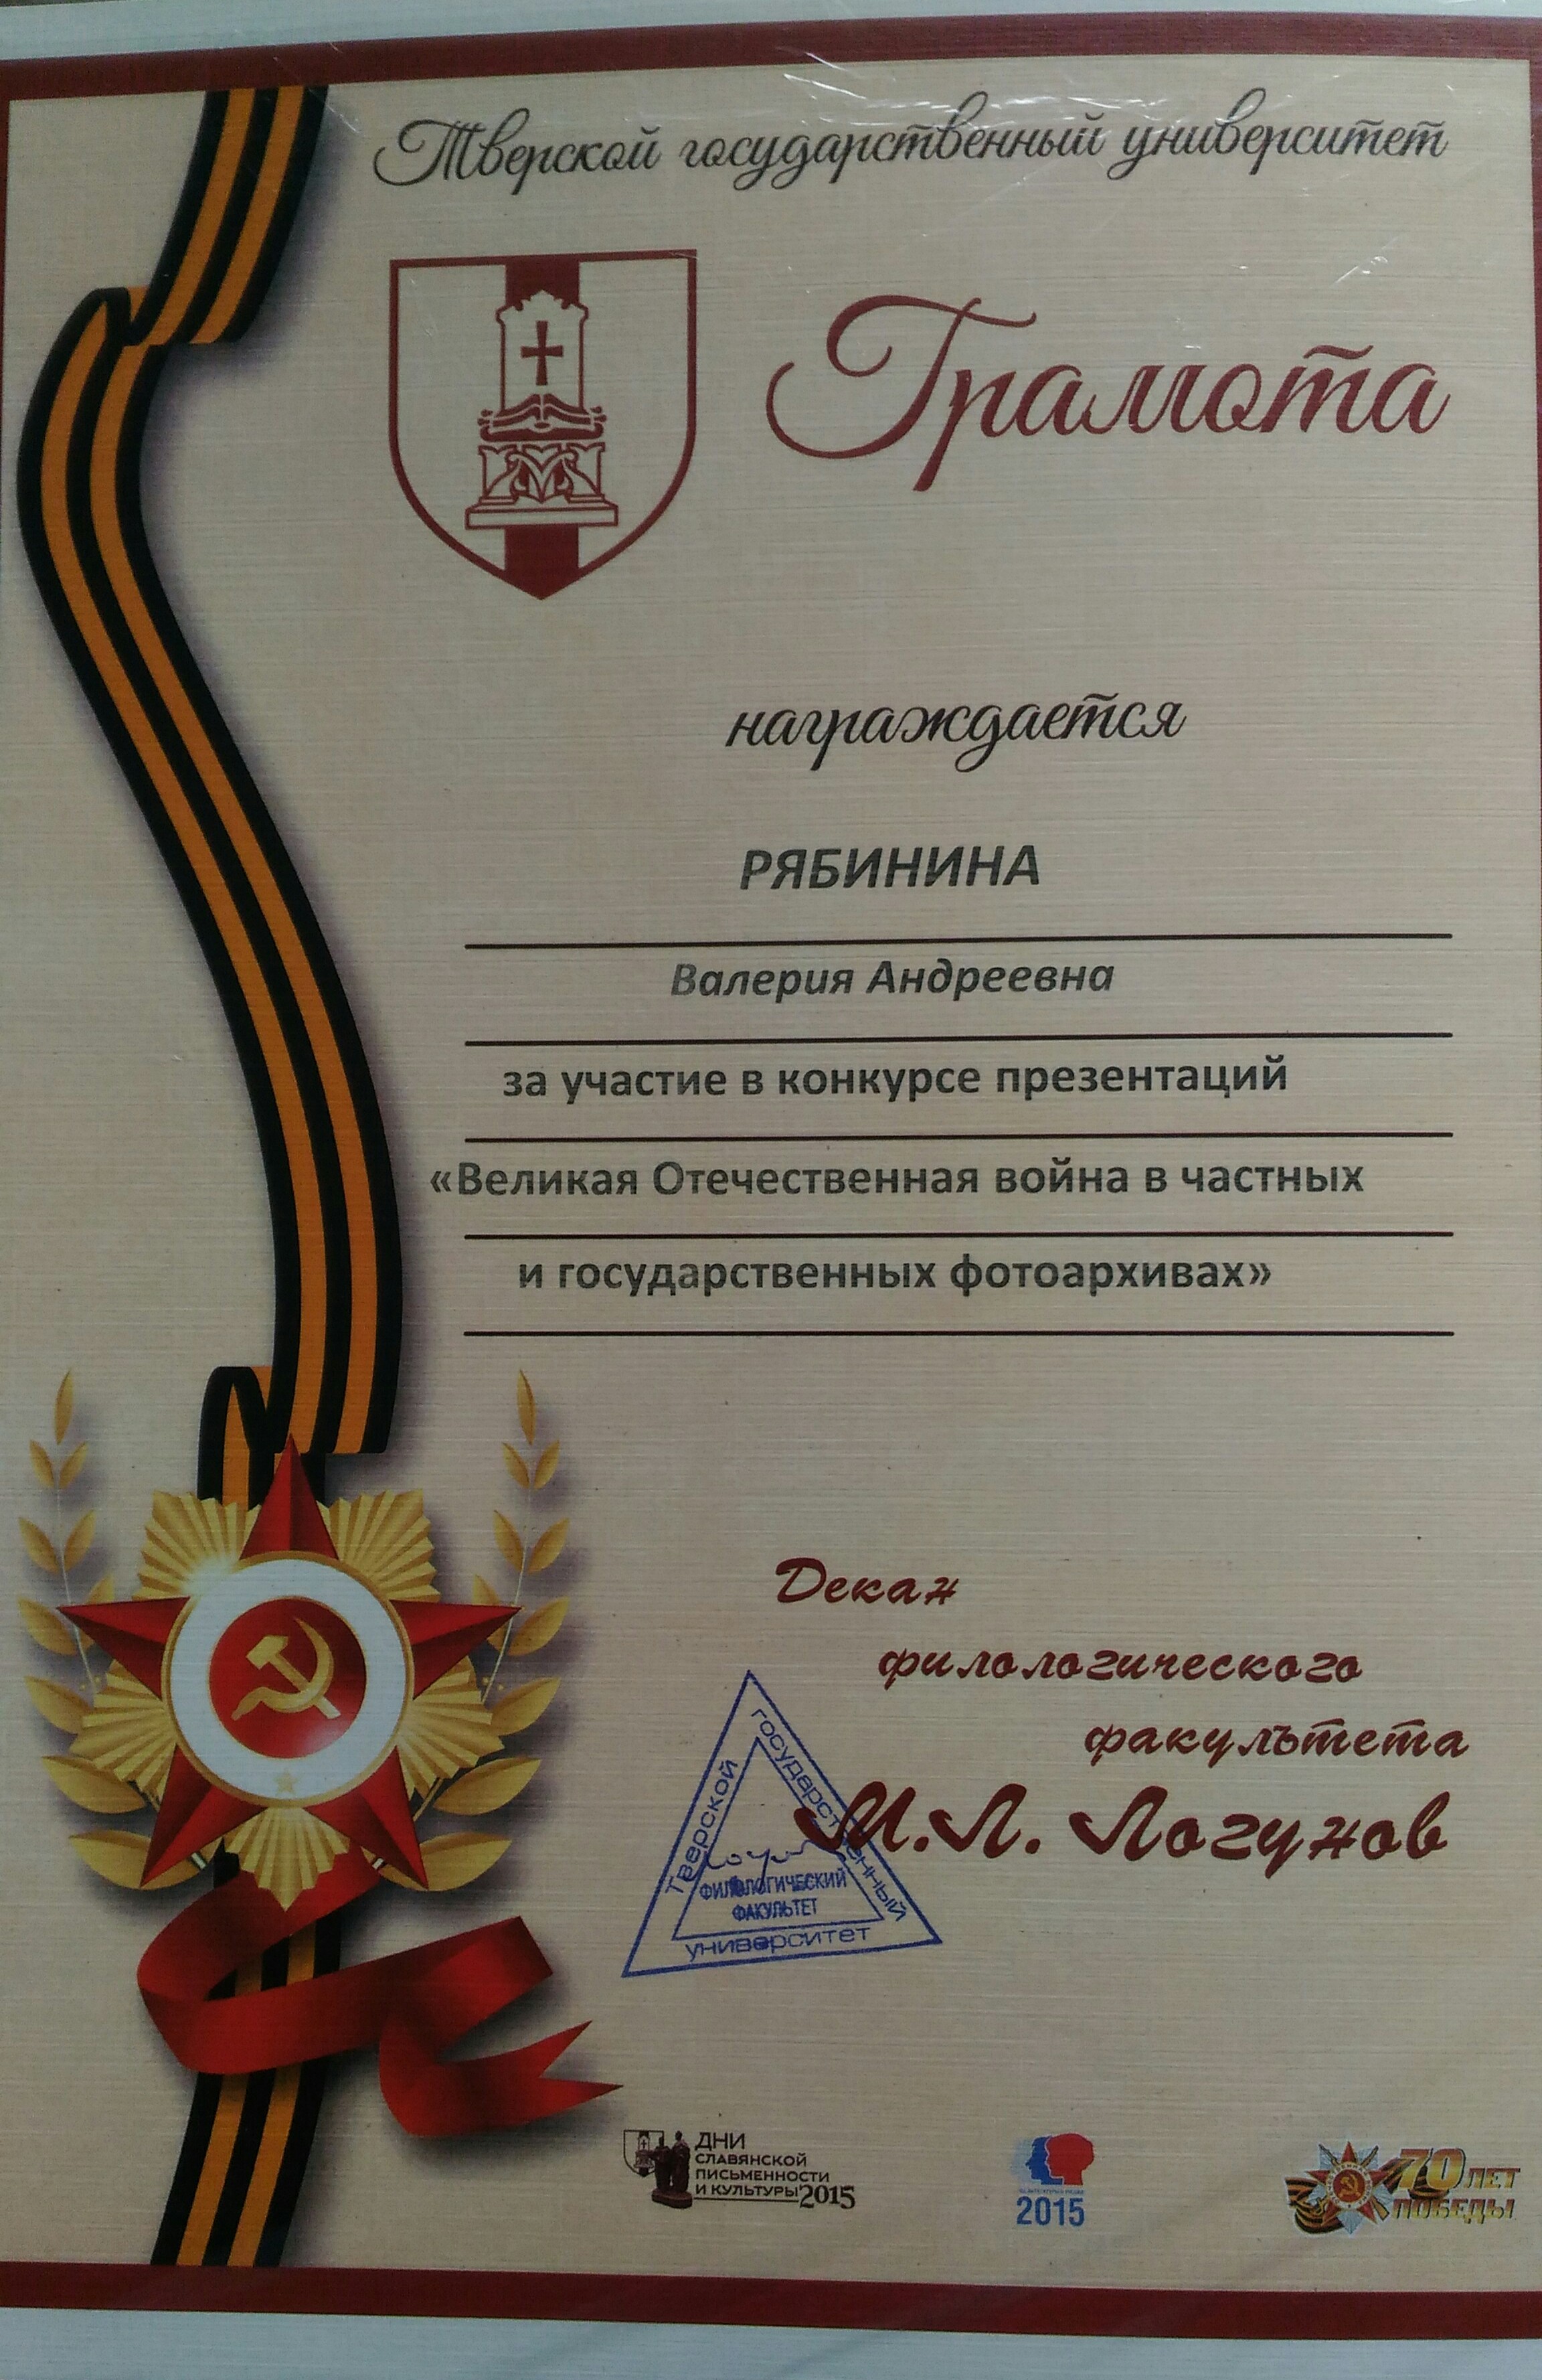 Тверской государственный университет
Грамота
награждается
РЯБИНИНА
Валерия Андреевна
за участие в конкурсе презентаций
«Великая Отечественная война в частных
и государственных фотоархивах»
Декан
филологического
факультета
М.Л. Логунов
Тверской
государственный
университет
ФИЛОЛОГИЧЕСКИЙ
ФАКУЛЬТЕТ
ДНИ
СЛАВЯНСКОЙ
ПИСЬМЕННОСТИ
И КУЛЬТУРЫ 2015
2015
70 ЛЕТ
ПОБЕДЫ